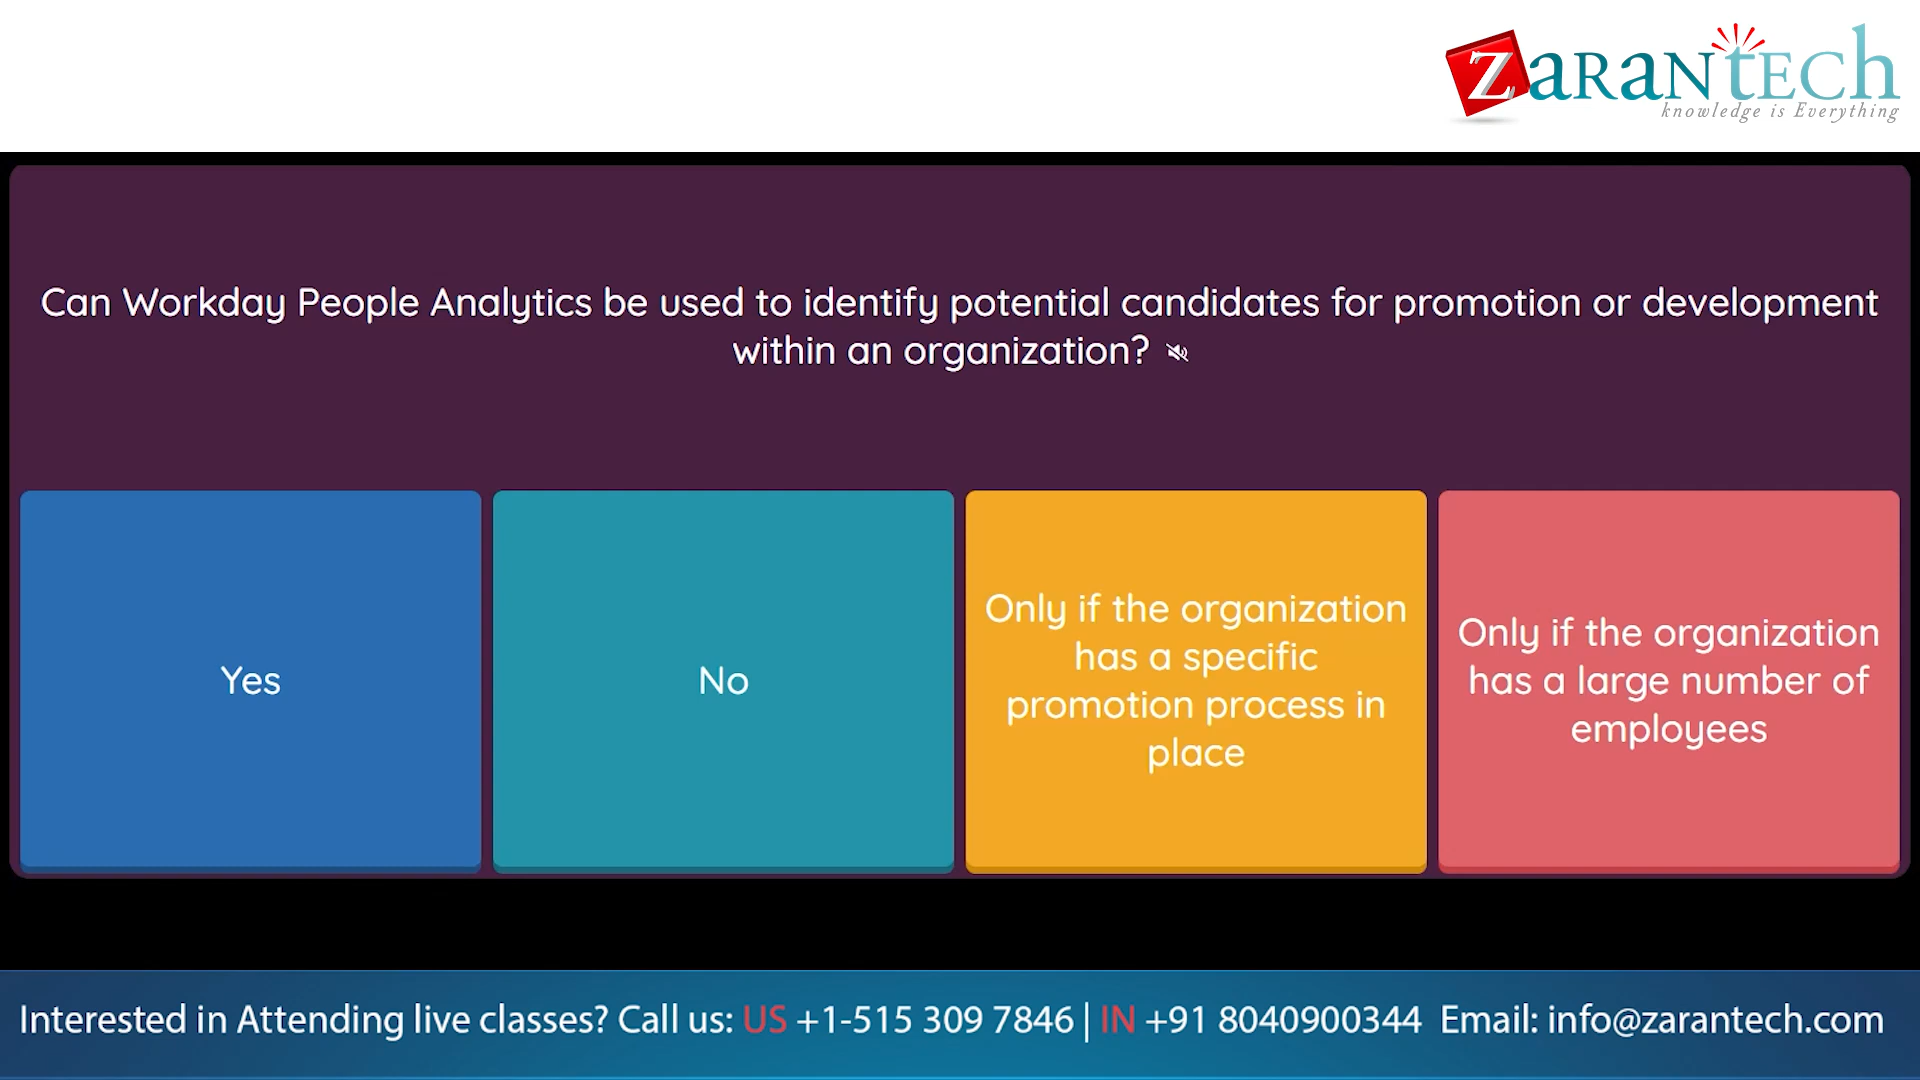 ZaranTech
knowledge is Everything
Can Workday People Analytics be used to identify potential candidates for promotion or development
within an organization?
Yes
No
Only if the organization
has a specific
promotion process in
place
Only if the organization
has a large number of
employees
Interested in Attending live classes? Call us: US +1-515 309 7846 | IN +91 8040900344 Email: info@zarantech.com